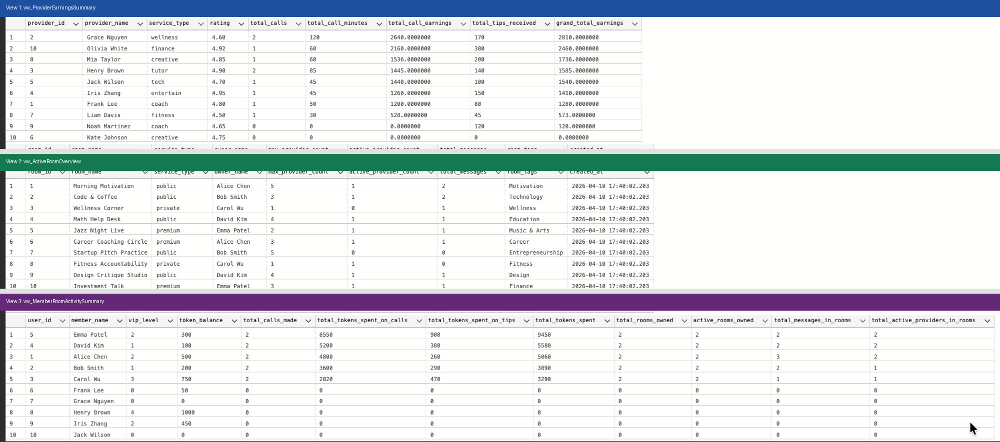 View 1: vw_ProviderEarningsSummary
provider_id provider_name service_type rating total_calls total_call_minutes total_call_earnings total_tips_received grand_total_earnings
1 2 Grace Nguyen wellness 4.60 2 120 2640.0000000 170 2810.0000000
2 10 Olivia White finance 4.92 1 60 2160.0000000 300 2460.0000000
3 8 Mia Taylor creative 4.85 1 60 1536.0000000 200 1736.0000000
4 3 Henry Brown tutor 4.90 2 85 1445.0000000 140 1585.0000000
5 5 Jack Wilson tech 4.70 1 45 1440.0000000 100 1540.0000000
6 4 Iris Zhang entertain 4.95 1 45 1260.0000000 150 1410.0000000
7 1 Frank Lee coach 4.80 1 50 1200.0000000 80 1280.0000000
8 7 Liam Davis fitness 4.50 1 30 528.0000000 45 573.0000000
9 9 Noah Martinez coach 4.65 0 0 0.0000000 120 120.0000000
10 6 Kate Johnson creative 4.75 0 0 0.0000000 0 0.0000000
room_id room_name service_type owner_name max_provider_count active_provider_count total_messages room_tags created_at
View 2: vw_ActiveRoomOverview
room_id room_name service_type owner_name max_provider_count active_provider_count total_messages room_tags created_at
1 1 Morning Motivation public Alice Chen 5 1 2 Motivation 2026-04-10 17:40:02.203
2 2 Code & Coffee public Bob Smith 3 1 2 Technology 2026-04-10 17:40:02.203
3 3 Wellness Corner private Carol Wu 1 0 1 Wellness 2026-04-10 17:40:02.203
4 4 Math Help Desk public David Kim 4 1 1 Education 2026-04-10 17:40:02.203
5 5 Jazz Night Live premium Emma Patel 2 1 1 Music & Arts 2026-04-10 17:40:02.203
6 6 Career Coaching Circle premium Alice Chen 3 1 1 Career 2026-04-10 17:40:02.203
7 7 Startup Pitch Practice public Bob Smith 5 0 0 Entrepreneurship 2026-04-10 17:40:02.203
8 8 Fitness Accountability private Carol Wu 1 1 0 Fitness 2026-04-10 17:40:02.203
9 9 Design Critique Studio public David Kim 4 1 1 Design 2026-04-10 17:40:02.203
10 10 Investment Talk premium Emma Patel 3 1 1 Finance 2026-04-10 17:40:02.203
View 3: vw_MemberRoomActivitySummary
user_id member_name vip_level token_balance total_calls_made total_tokens_spent_on_calls total_tokens_spent_on_tips total_tokens_spent total_rooms_owned active_rooms_owned total_messages_in_rooms total_active_providers_in_rooms
1 5 Emma Patel 2 300 2 8550 900 9450 2 2 2 2
2 4 David Kim 1 100 2 5200 380 5580 2 2 2 2
3 1 Alice Chen 2 500 2 4800 260 5060 2 2 3 2
4 2 Bob Smith 1 200 2 3600 290 3890 2 2 2 1
5 3 Carol Wu 3 750 2 2820 470 3290 2 2 1 1
6 6 Frank Lee 0 50 0 0 0 0 0 0 0 0
7 7 Grace Nguyen 0 0 0 0 0 0 0 0 0 0
8 8 Henry Brown 4 1000 0 0 0 0 0 0 0 0
9 9 Iris Zhang 2 450 0 0 0 0 0 0 0 0
10 10 Jack Wilson 0 0 0 0 0 0 0 0 0 0